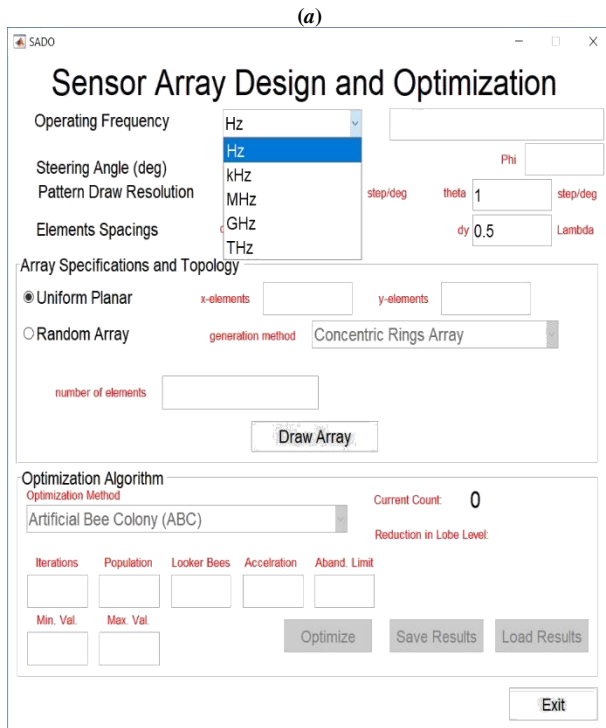 (a)
SADO
Sensor Array Design and Optimization
Operating Frequency Hz
Hz
kHz
MHz
GHz
THz
Steering Angle (deg) Phi
Pattern Draw Resolution step/deg theta 1 step/deg
Elements Spacings dy 0.5 Lambda
Array Specifications and Topology
Uniform Planar x-elements y-elements
Random Array generation method Concentric Rings Array
number of elements
Draw Array
Optimization Algorithm
Optimization Method
Artificial Bee Colony (ABC)
Current Count: 0
Reduction in Lobe Level:
Iterations Population Looker Bees Accelration Aband. Limit
Min. Val. Max. Val.
Optimize Save Results Load Results
Exit